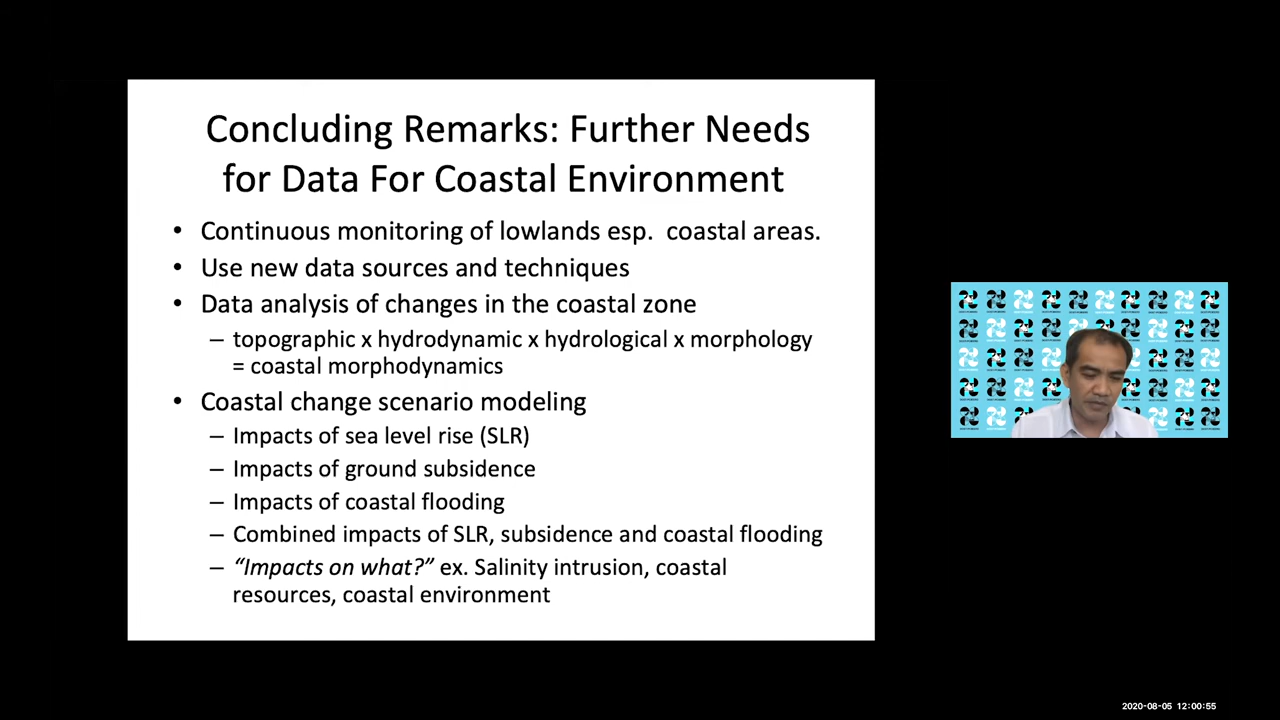 Concluding Remarks: Further Needs
for Data For Coastal Environment
• Continuous monitoring of lowlands esp. coastal areas.
• Use new data sources and techniques
• Data analysis of changes in the coastal zone
– topographic x hydrodynamic x hydrological x morphology
= coastal morphodynamics
• Coastal change scenario modeling
– Impacts of sea level rise (SLR)
– Impacts of ground subsidence
– Impacts of coastal flooding
– Combined impacts of SLR, subsidence and coastal flooding
– “Impacts on what?” ex. Salinity intrusion, coastal
resources, coastal environment
2020-08-05 12:00:55